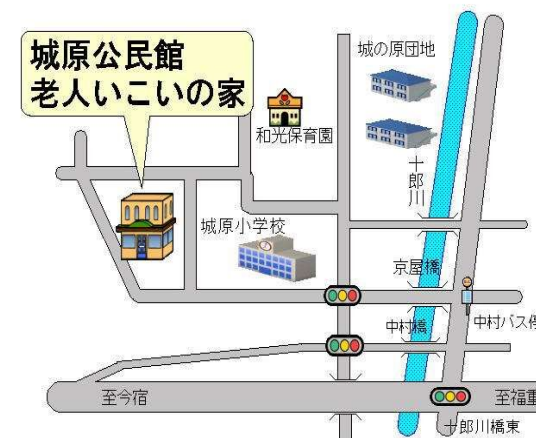 城原公民館
老人いこいの家
城の原団地
和光保育園
十郎川
城原小学校
京屋橋
中村橋
中村バス停
至今宿
至福重
十郎川橋東